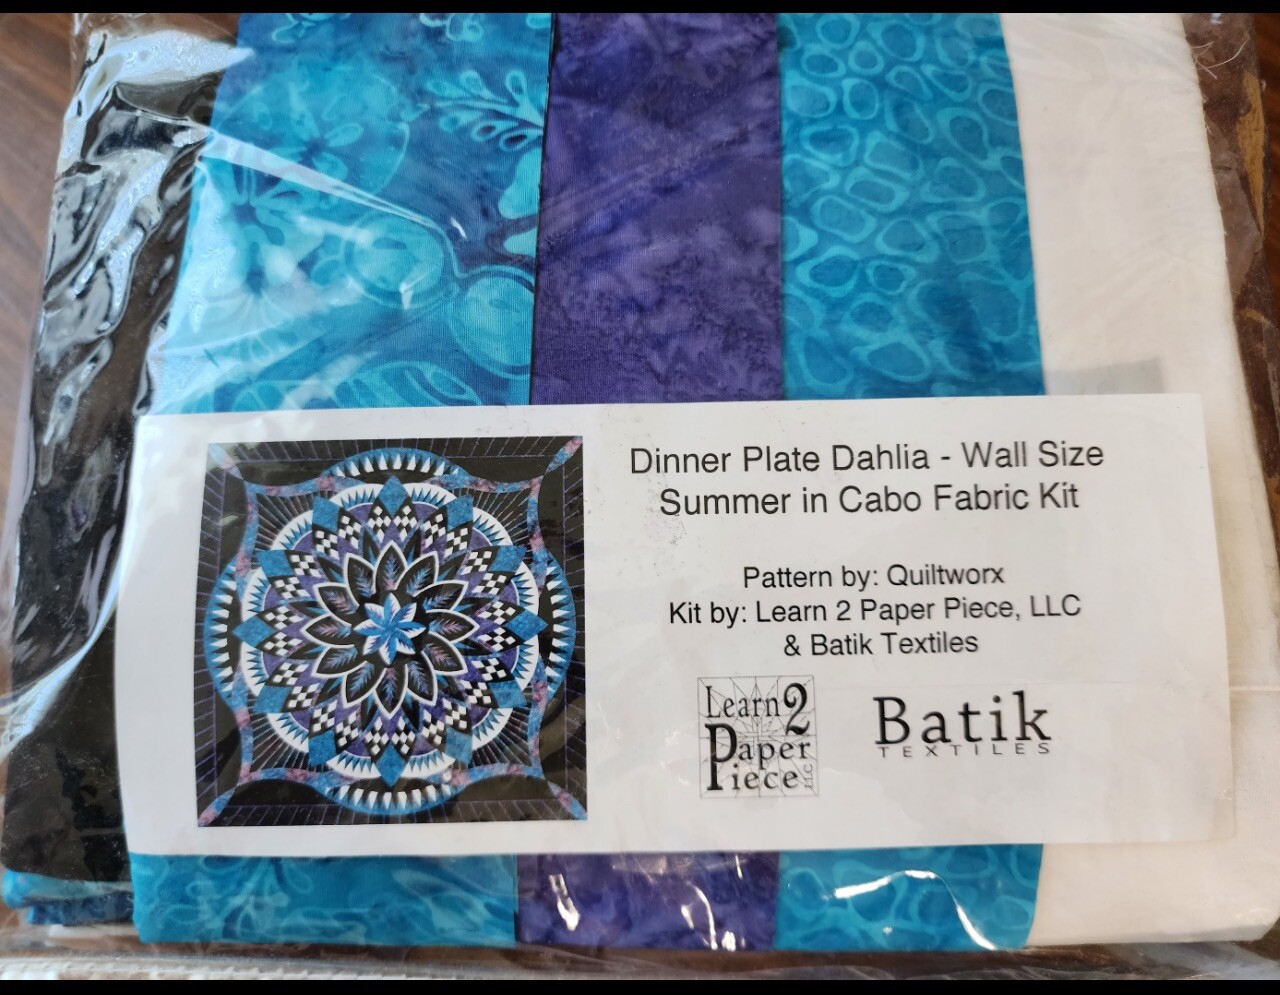 Dinner Plate Dahlia - Wall Size
Summer in Cabo Fabric Kit
Pattern by: Quiltworx
Kit by: Learn 2 Paper Piece, LLC
& Batik Textiles
Learn 2
Paper
Piece LLC
Batik
TEXTILES